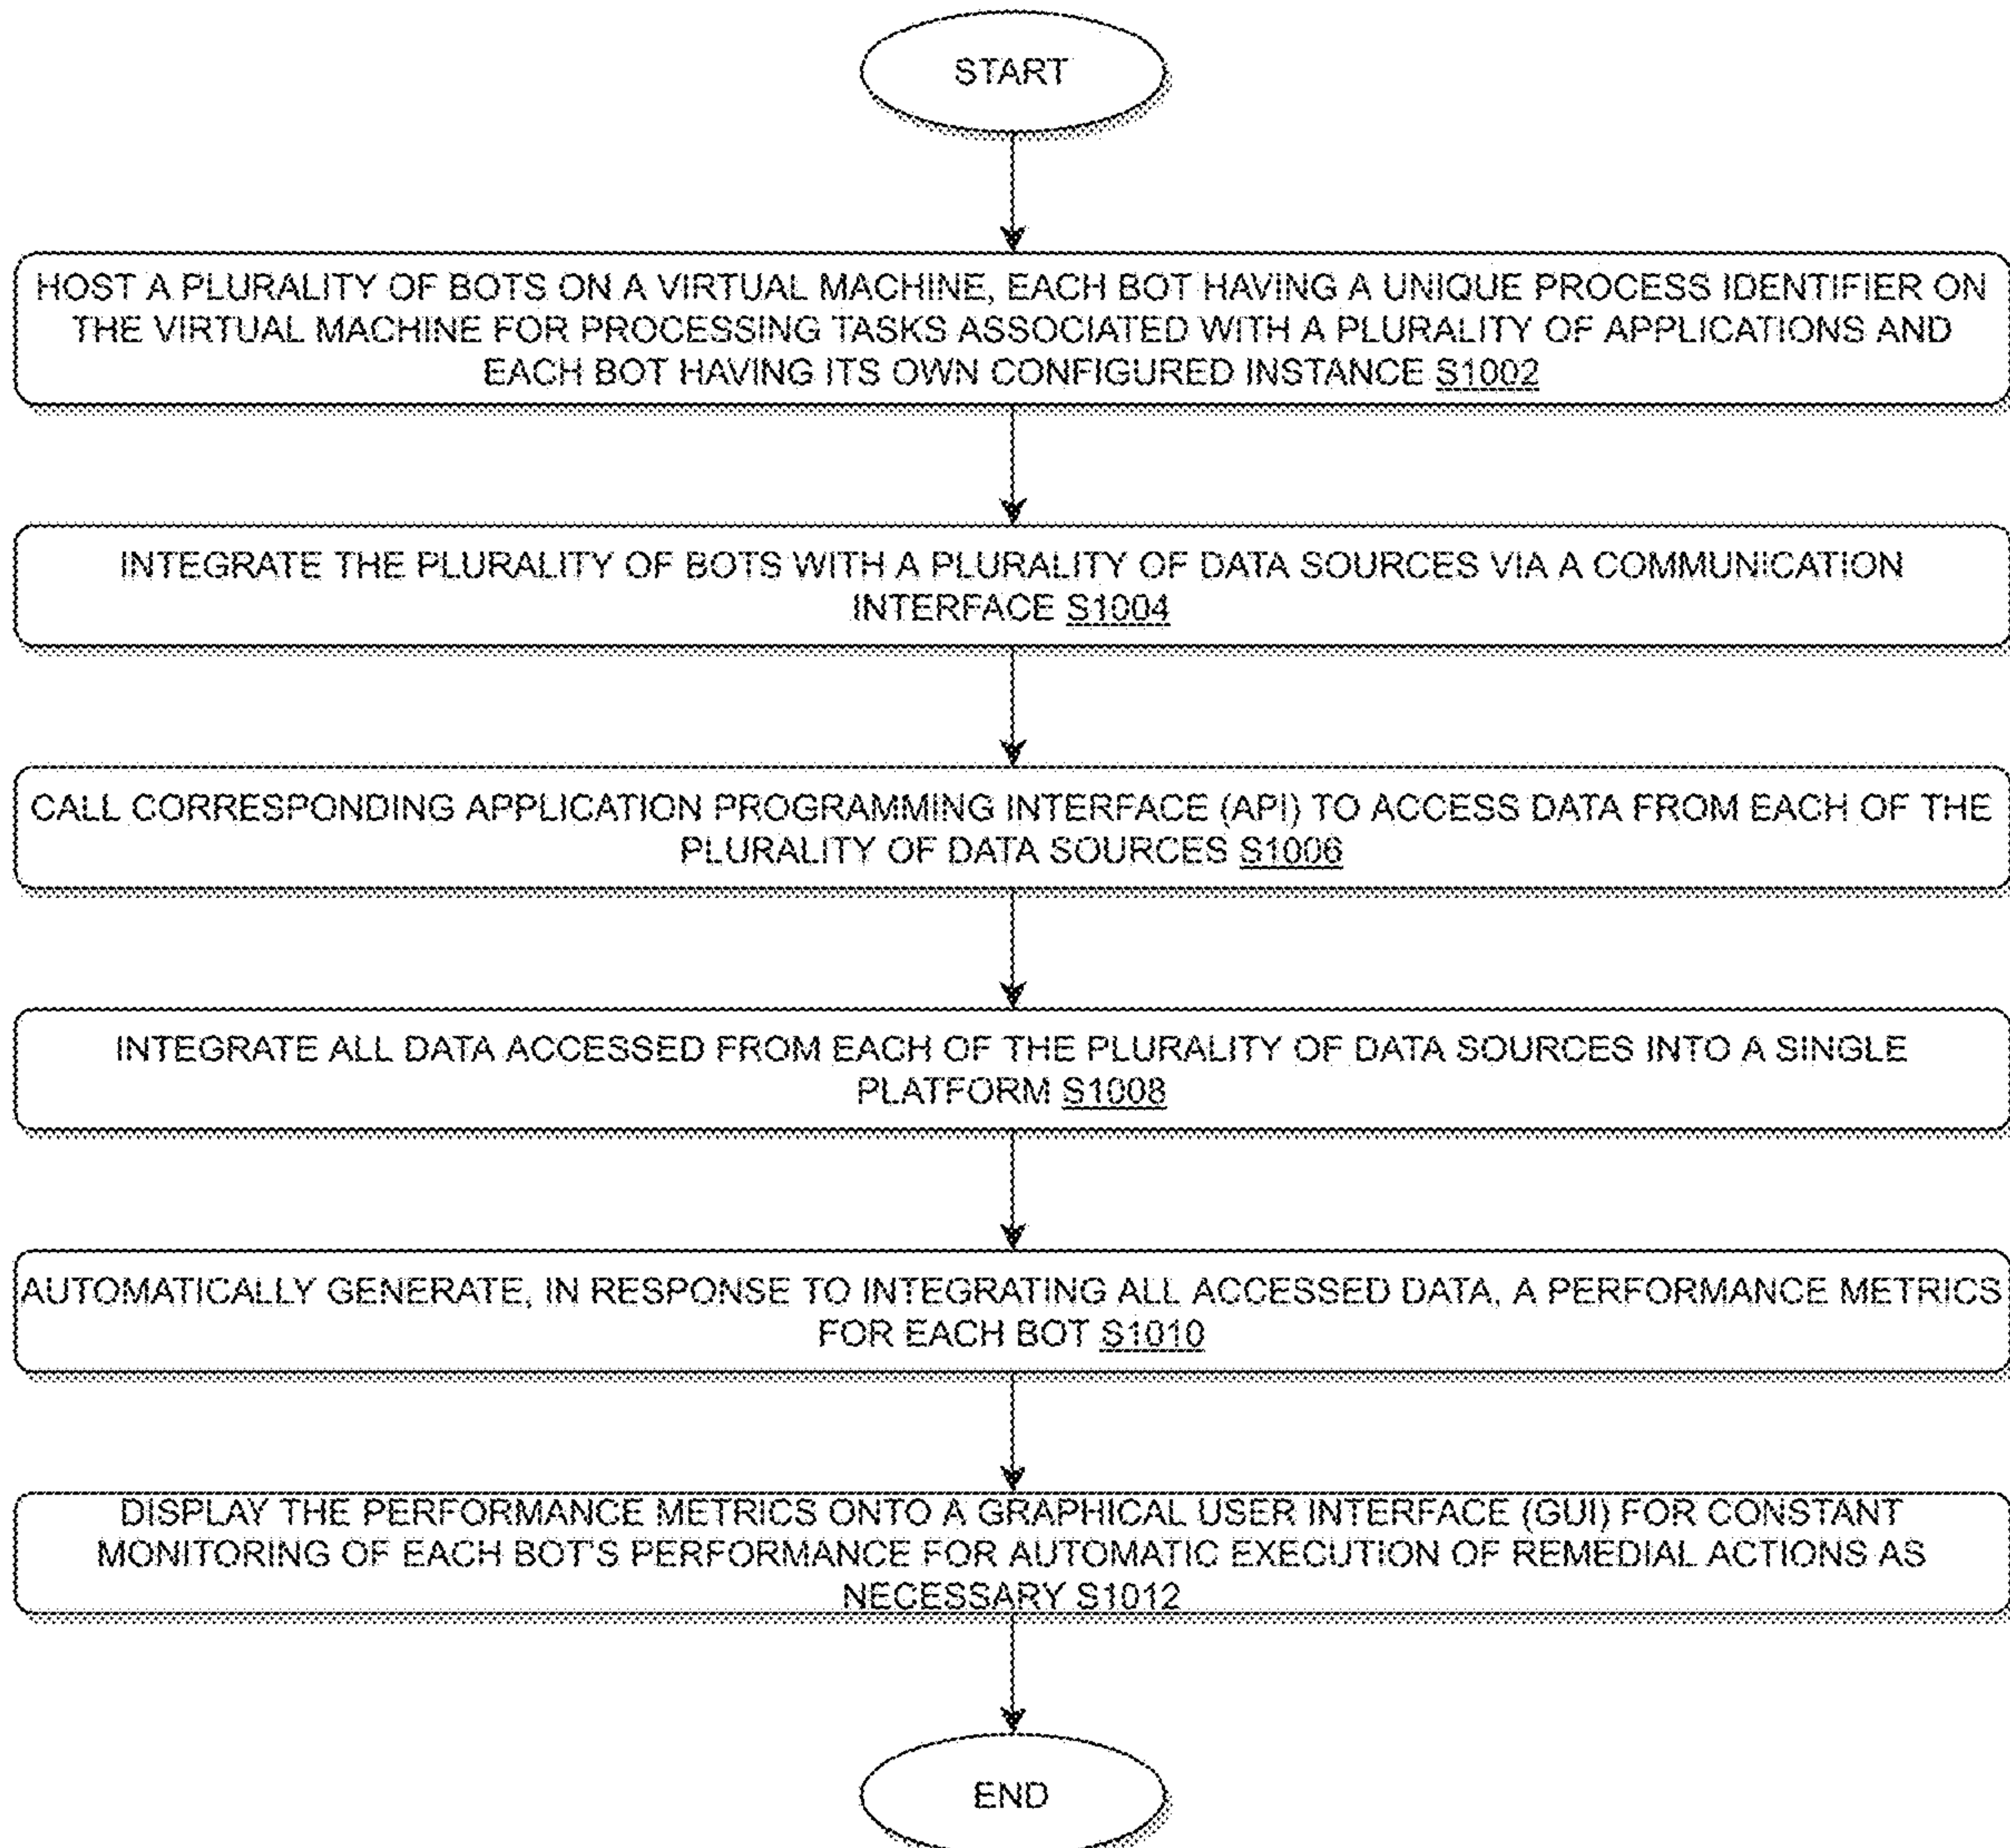 START
HOST A PLURALITY OF BOTS ON A VIRTUAL MACHINE, EACH BOT HAVING A UNIQUE PROCESS IDENTIFIER ON
THE VIRTUAL MACHINE FOR PROCESSING TASKS ASSOCIATED WITH A PLURALITY OF APPLICATIONS AND
EACH BOT HAVING ITS OWN CONFIGURED INSTANCE S1002
INTEGRATE THE PLURALITY OF BOTS WITH A PLURALITY OF DATA SOURCES VIA A COMMUNICATION
INTERFACE S1004
CALL CORRESPONDING APPLICATION PROGRAMMING INTERFACE (API) TO ACCESS DATA FROM EACH OF THE
PLURALITY OF DATA SOURCES S1006
INTEGRATE ALL DATA ACCESSED FROM EACH OF THE PLURALITY OF DATA SOURCES INTO A SINGLE
PLATFORM S1008
AUTOMATICALLY GENERATE, IN RESPONSE TO INTEGRATING ALL ACCESSED DATA, A PERFORMANCE METRICS
FOR EACH BOT S1010
DISPLAY THE PERFORMANCE METRICS ONTO A GRAPHICAL USER INTERFACE (GUI) FOR CONSTANT
MONITORING OF EACH BOT'S PERFORMANCE FOR AUTOMATIC EXECUTION OF REMEDIAL ACTIONS AS
NECESSARY S1012
END